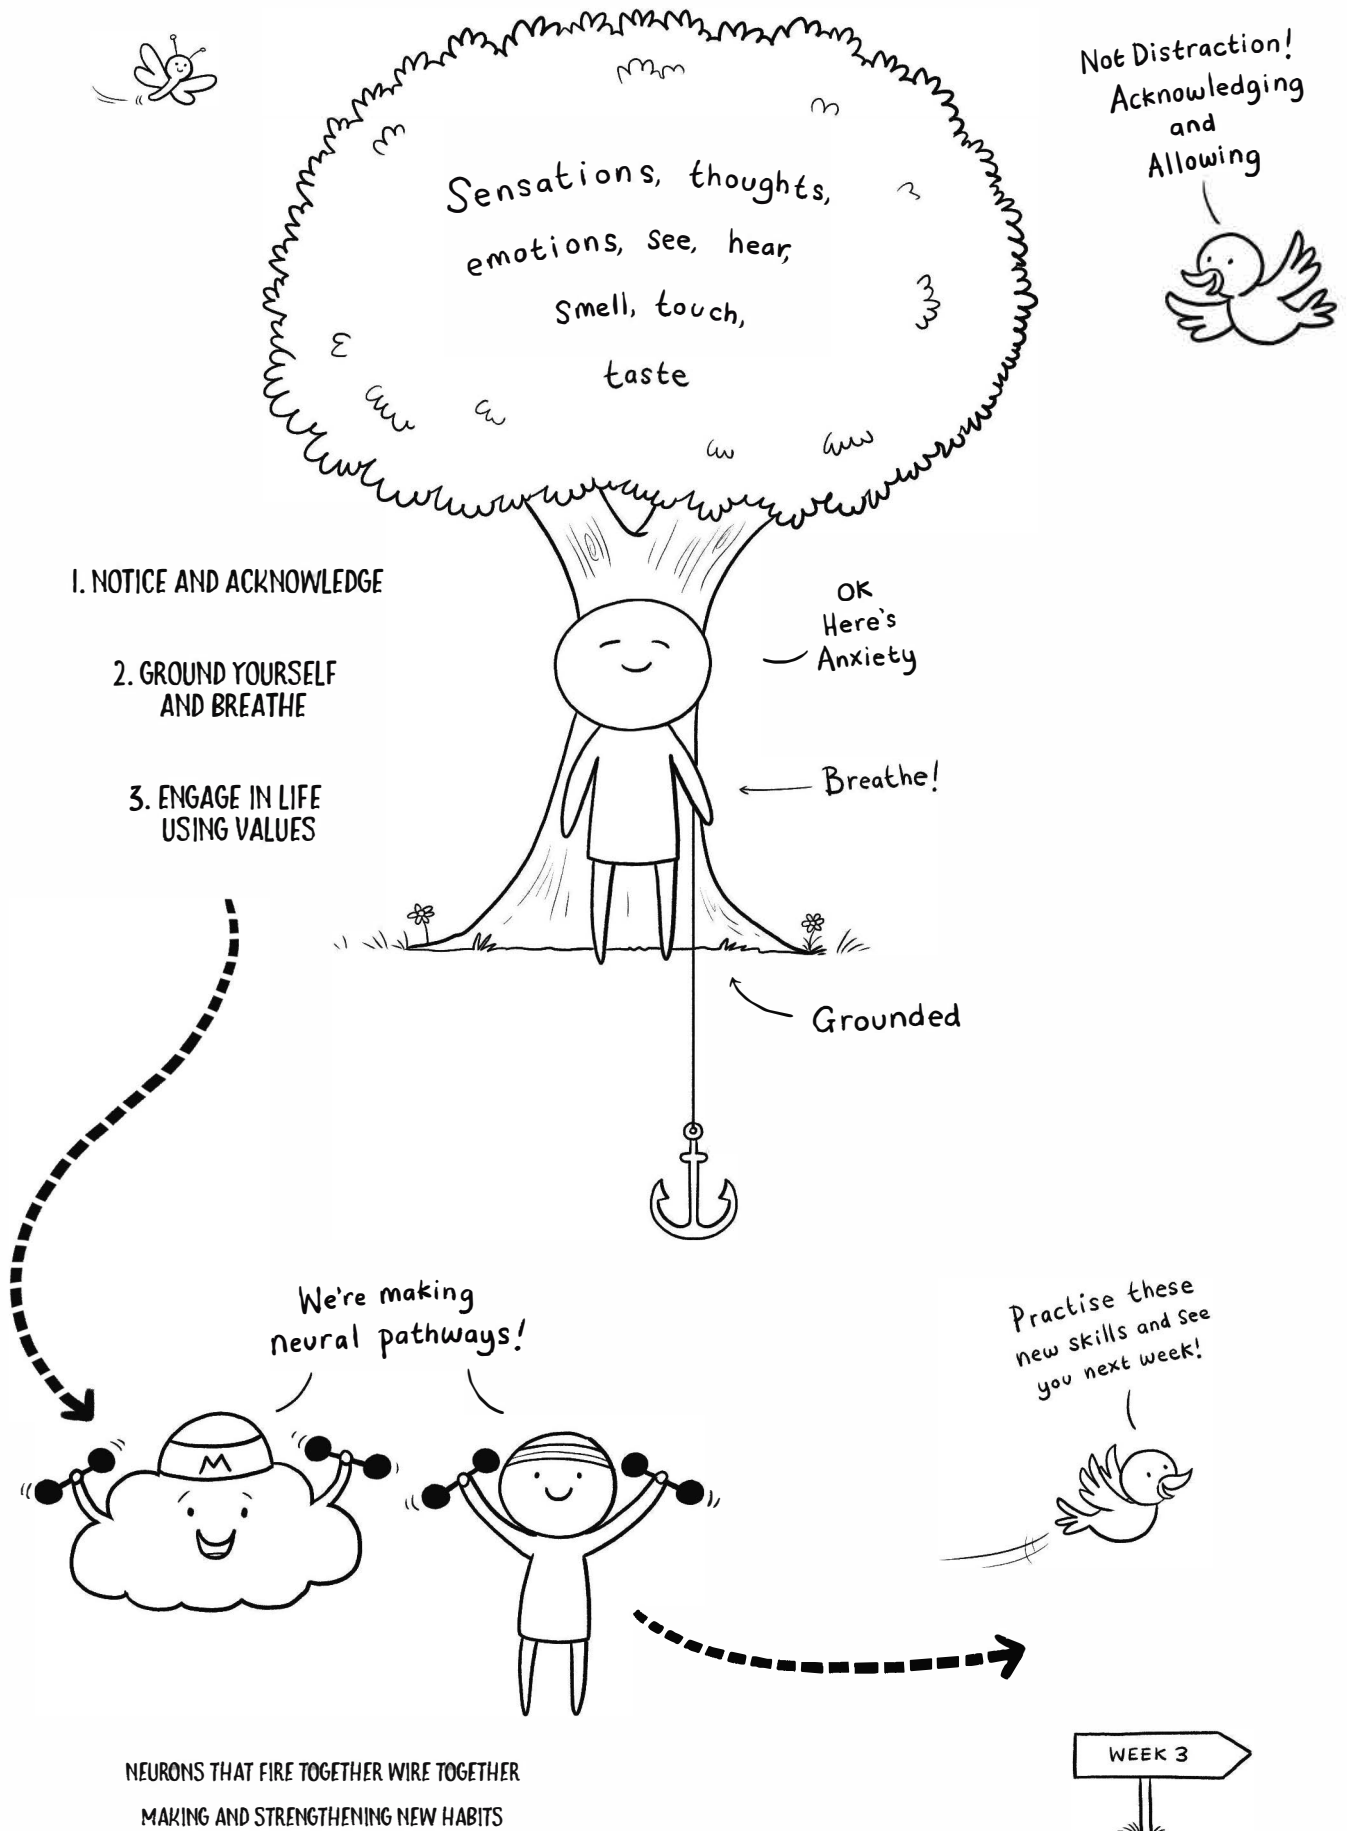 Not Distraction!
Acknowledging
and
Allowing
Sensations, thoughts,
emotions, see, hear,
smell, touch,
taste
1. NOTICE AND ACKNOWLEDGE
2. GROUND YOURSELF
AND BREATHE
3. ENGAGE IN LIFE
USING VALUES
OK
Here's
Anxiety
Breathe!
Grounded
We're making
neural pathways!
Practise these
new skills and see
you next week!
M
NEURONS THAT FIRE TOGETHER WIRE TOGETHER
MAKING AND STRENGTHENING NEW HABITS
WEEK 3